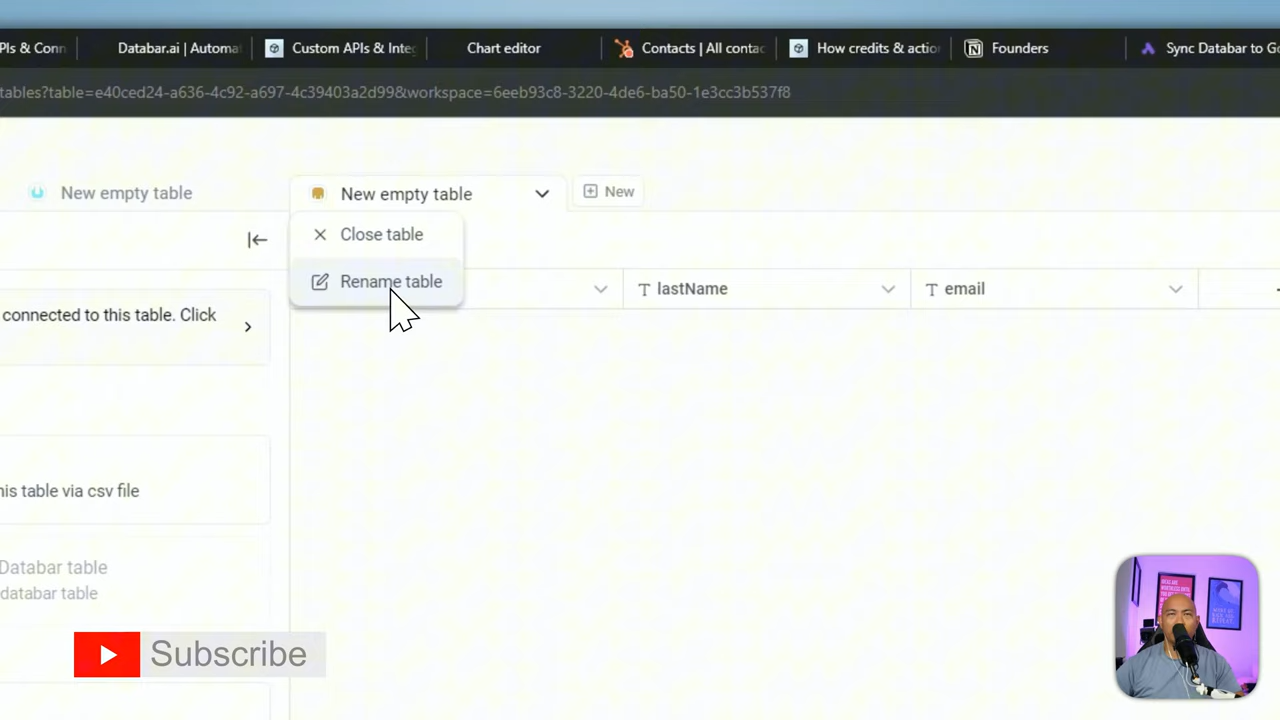 PIs & Conn
Databar.ai | Automa
Custom APIs & Integ
Chart editor
Contacts | All contac
How credits & action
Founders
Sync Databar to Go
tables?table=e40ced24-a636-4c92-a697-4c39403a2d99&workspace=6eeb93c8-3220-4de6-ba50-1e3cc3b537f8
New empty table
New empty table
New
Close table
Rename table
lastName
email
connected to this table. Click
his table via csv file
Databar table
databar table
Subscribe